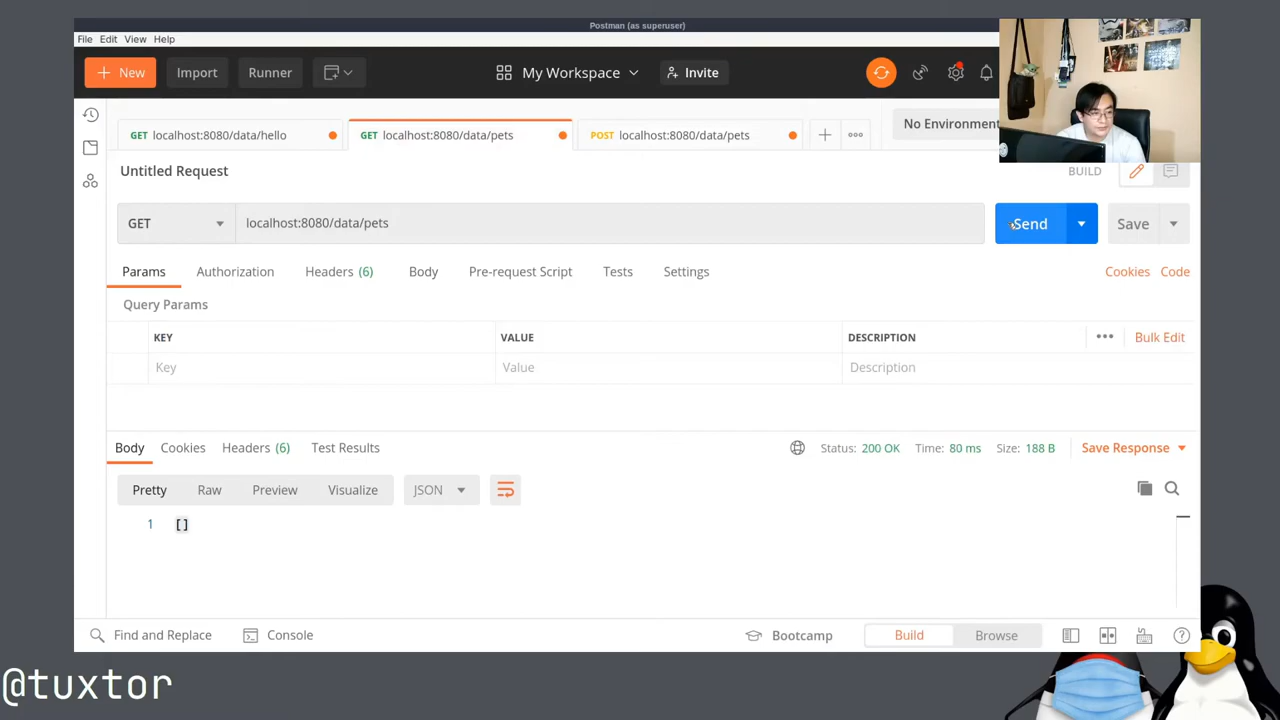 Postman (as superuser)
File Edit View Help
New Import Runner My Workspace Invite
GET localhost:8080/data/hello GET localhost:8080/data/pets POST localhost:8080/data/pets No Environment
Untitled Request BUILD
GET localhost:8080/data/pets Send Save
Params Authorization Headers (6) Body Pre-request Script Tests Settings Cookies Code
Query Params
KEY VALUE DESCRIPTION ••• Bulk Edit
Key Value Description
Body Cookies Headers (6) Test Results Status: 200 OK Time: 80 ms Size: 188 B Save Response
Pretty Raw Preview Visualize JSON
1 []
Find and Replace Console Bootcamp Build Browse
@tuxtor